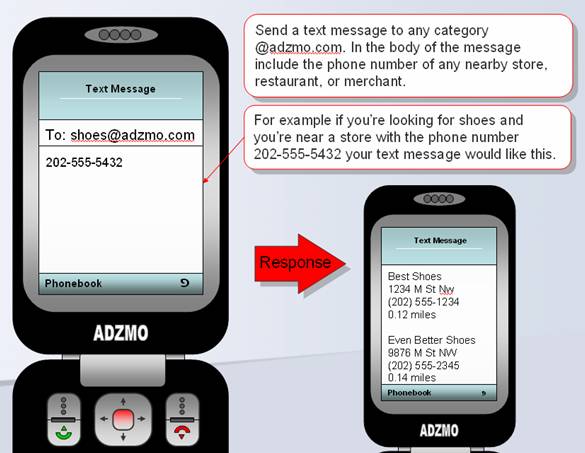 Send a text message to any category
@adzmo.com. In the body of the message
include the phone number of any nearby store,
restaurant, or merchant.
For example if you're looking for shoes and
you're near a store with the phone number
202-555-5432 your text message would like this.
Text Message
To: shoes@adzmo.com
202-555-5432
Phonebook
ADZMO
Response
Text Message
Best Shoes
1234 M St Nw
(202) 555-1234
0.12 miles
Even Better Shoes
9876 M St NW
(202) 555-2345
0.14 miles
Phonebook
ADZMO